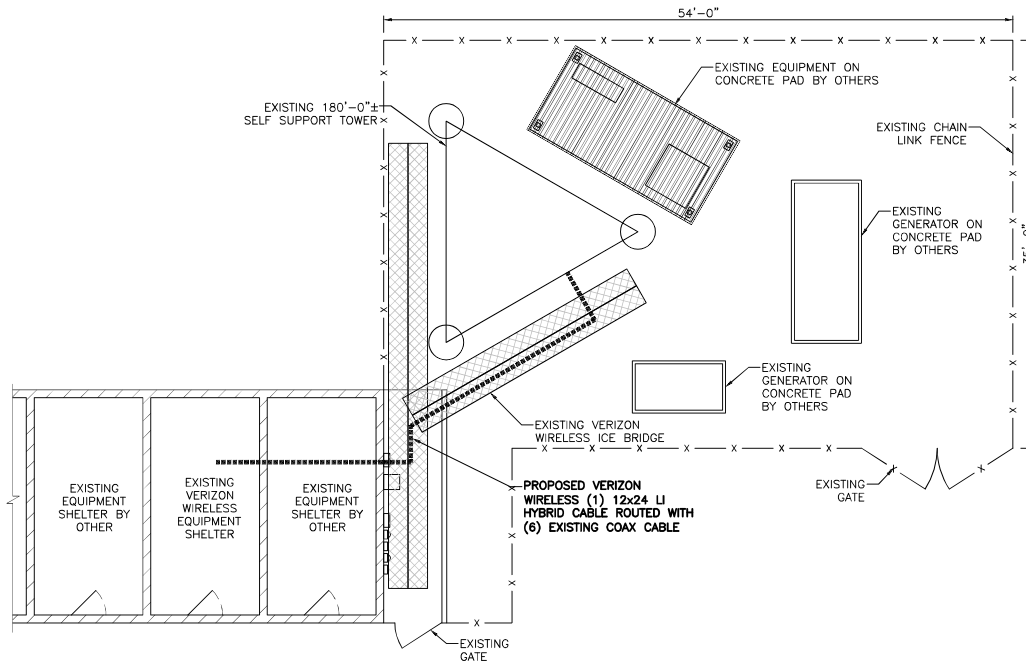 54'-0"
EXISTING EQUIPMENT ON
CONCRETE PAD BY OTHERS
EXISTING 180'-0"±
SELF SUPPORT TOWER
EXISTING CHAIN
LINK FENCE
EXISTING
GENERATOR ON
CONCRETE PAD
BY OTHERS
EXISTING
GENERATOR ON
CONCRETE PAD
BY OTHERS
EXISTING VERIZON
WIRELESS ICE BRIDGE
EXISTING
GATE
PROPOSED VERIZON
WIRELESS (1) 12x24 LI
HYBRID CABLE ROUTED WITH
(6) EXISTING COAX CABLE
EXISTING
EQUIPMENT
SHELTER BY
OTHER
EXISTING
VERIZON
WIRELESS
EQUIPMENT
SHELTER
EXISTING
EQUIPMENT
SHELTER BY
OTHER
EXISTING
GATE